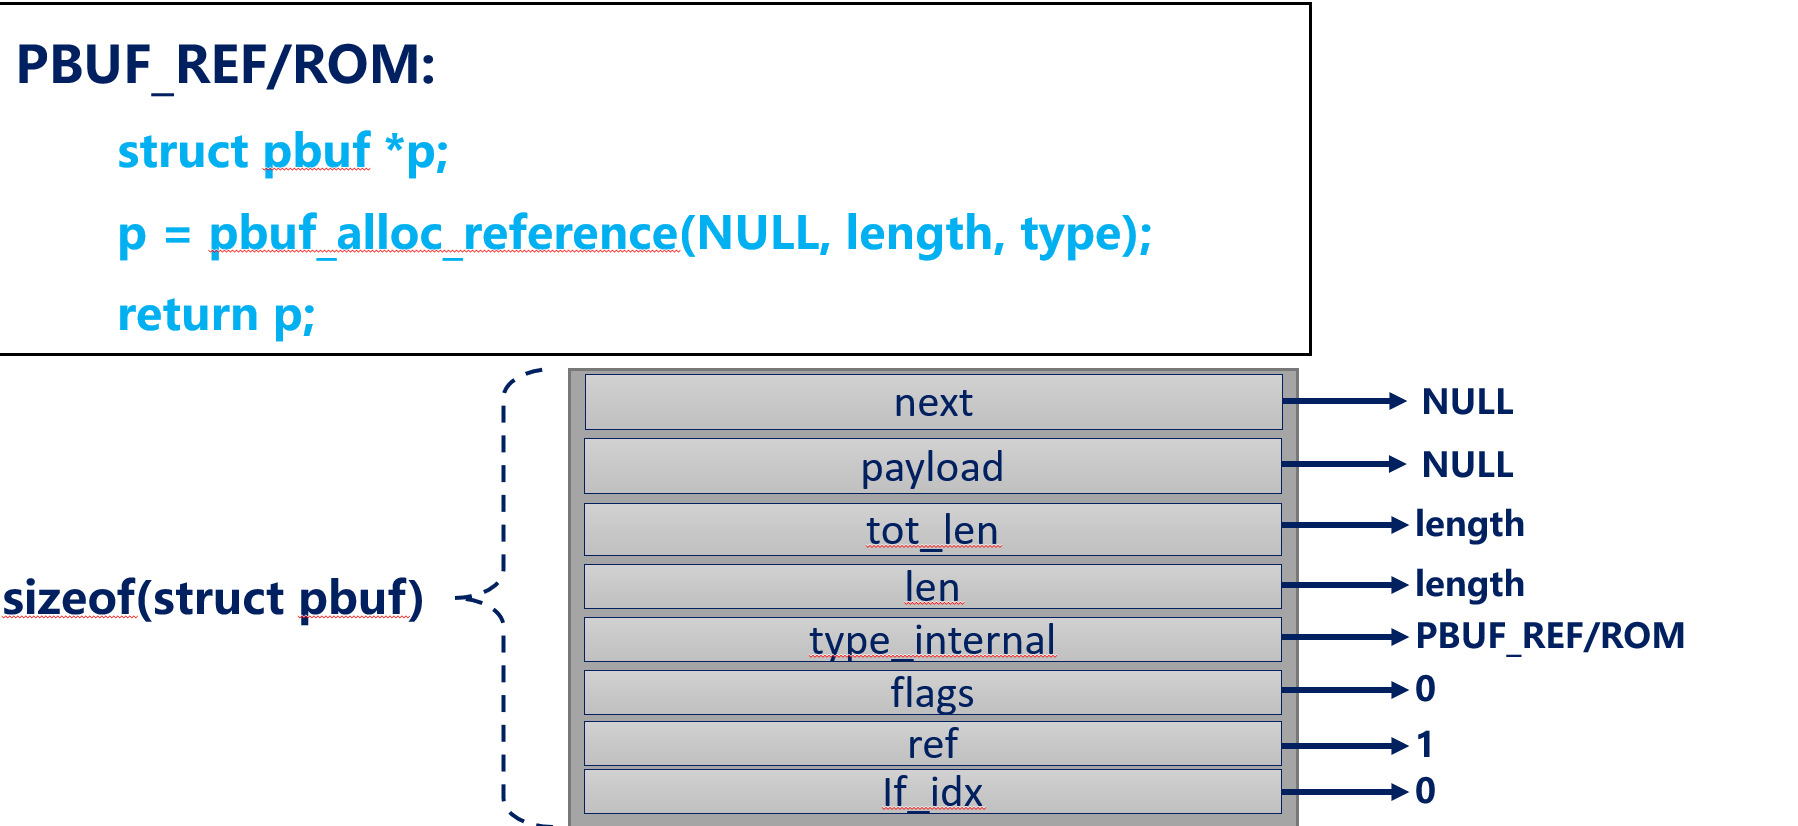 PBUF_REF/ROM:
struct pbuf *p;
p = pbuf_alloc_reference(NULL, length, type);
return p;
next NULL
payload NULL
tot_len length
len length
sizeof(struct pbuf)
type_internal PBUF_REF/ROM
flags 0
ref 1
If_idx 0